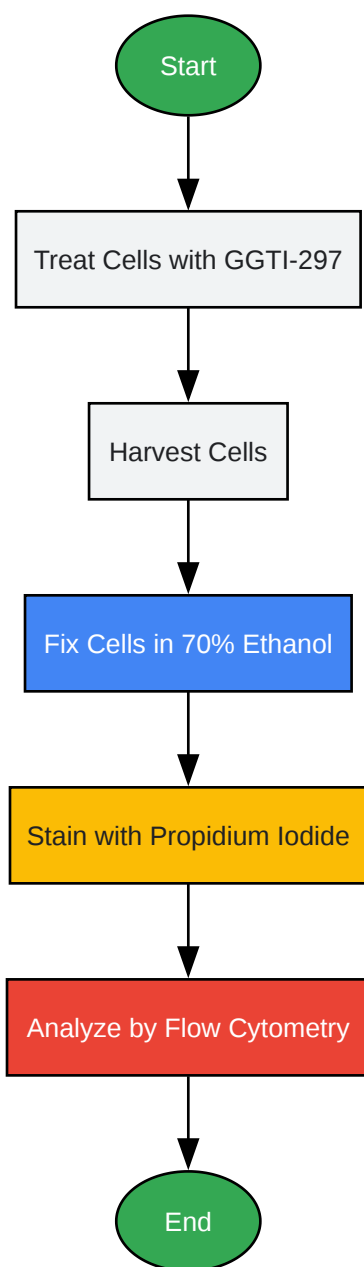 Start
Treat Cells with GGTI-297
Harvest Cells
Fix Cells in 70% Ethanol
Stain with Propidium Iodide
Analyze by Flow Cytometry
End